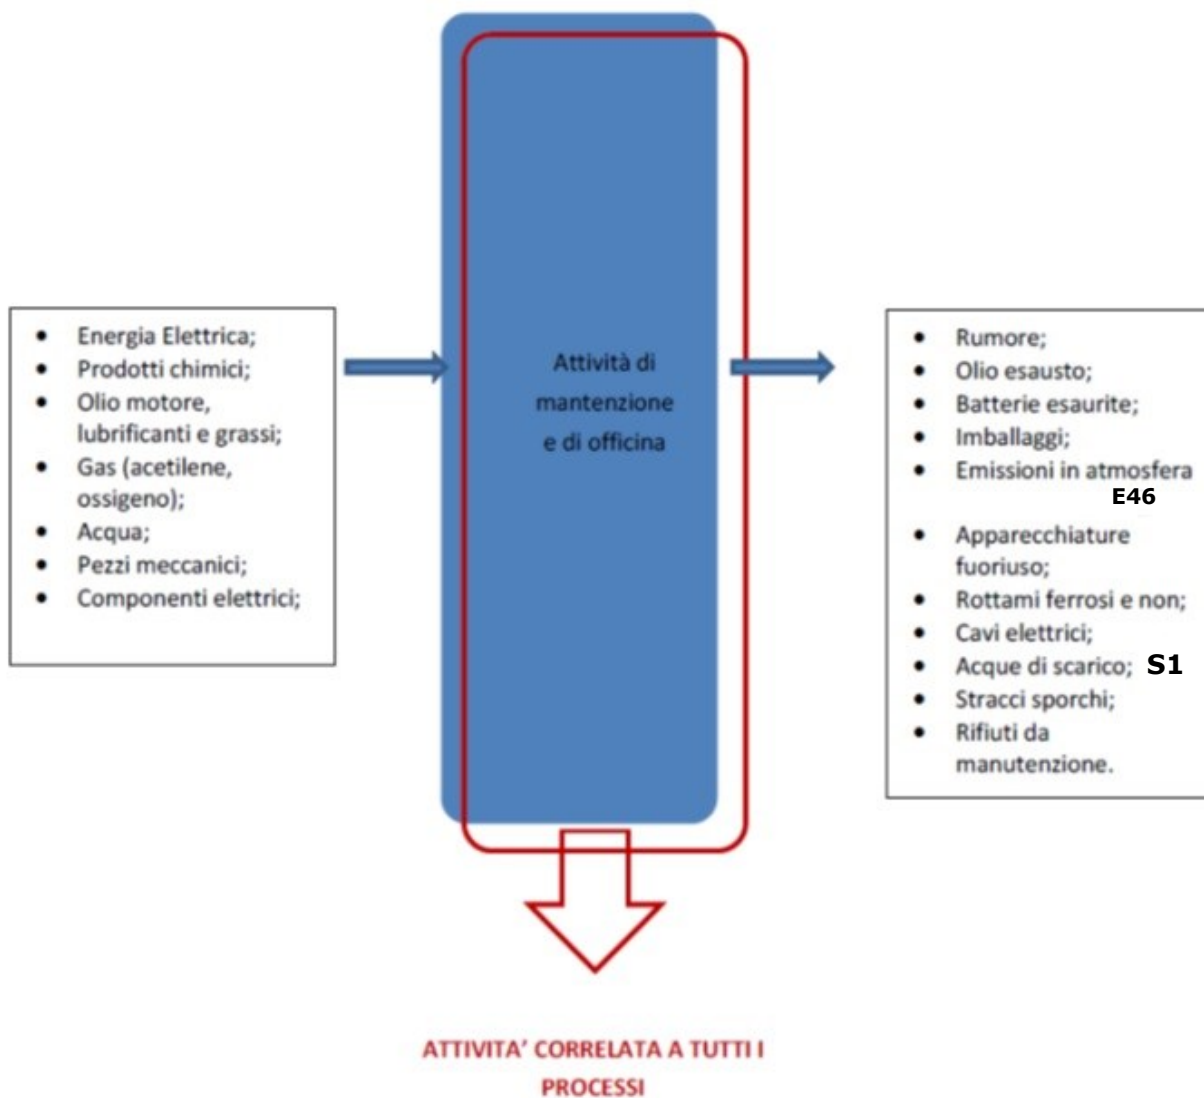 • Energia Elettrica;
• Prodotti chimici;
• Olio motore,
lubrificanti e grassi;
• Gas (acetilene,
ossigeno);
• Acqua;
• Pezzi meccanici;
• Componenti elettrici;
Attività di
mantenzione
e di officina
• Rumore;
• Olio esausto;
• Batterie esaurite;
• Imballaggi;
• Emissioni in atmosfera
E46
• Apparecchiature
fuoriuso;
• Rottami ferrosi e non;
• Cavi elettrici;
• Acque di scarico; S1
• Stracci sporchi;
• Rifiuti da
manutenzione.
ATTIVITA' CORRELATA A TUTTI I
PROCESSI